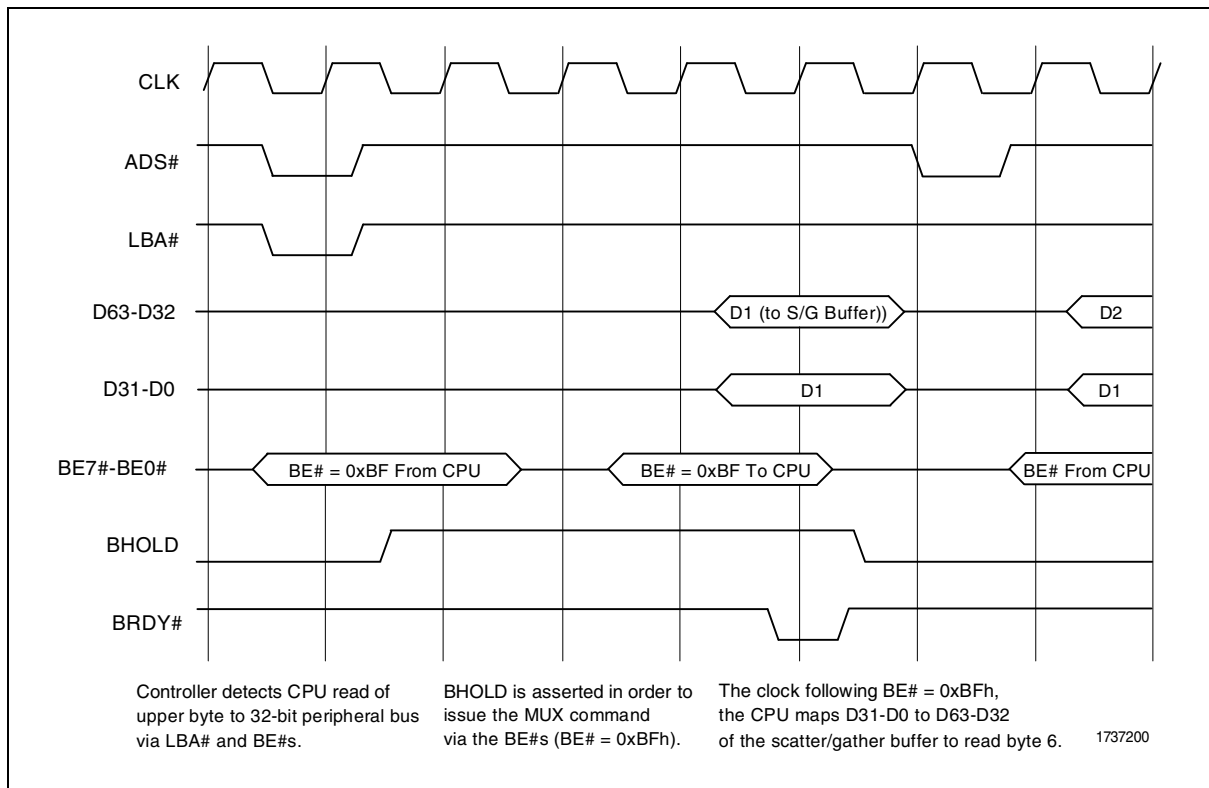 CLK
ADS#
LBA#
D63-D32
D1 (to S/G Buffer))
D2
D31-D0
D1
D1
BE7#-BE0#
BE# = 0xBF From CPU
BE# = 0xBF To CPU
BE# From CPU
BHOLD
BRDY#
Controller detects CPU read of
upper byte to 32-bit peripheral bus
via LBA# and BE#s.
BHOLD is asserted in order to
issue the MUX command
via the BE#s (BE# = 0xBFh).
The clock following BE# = 0xBFh,
the CPU maps D31-D0 to D63-D32
of the scatter/gather buffer to read byte 6.
1737200